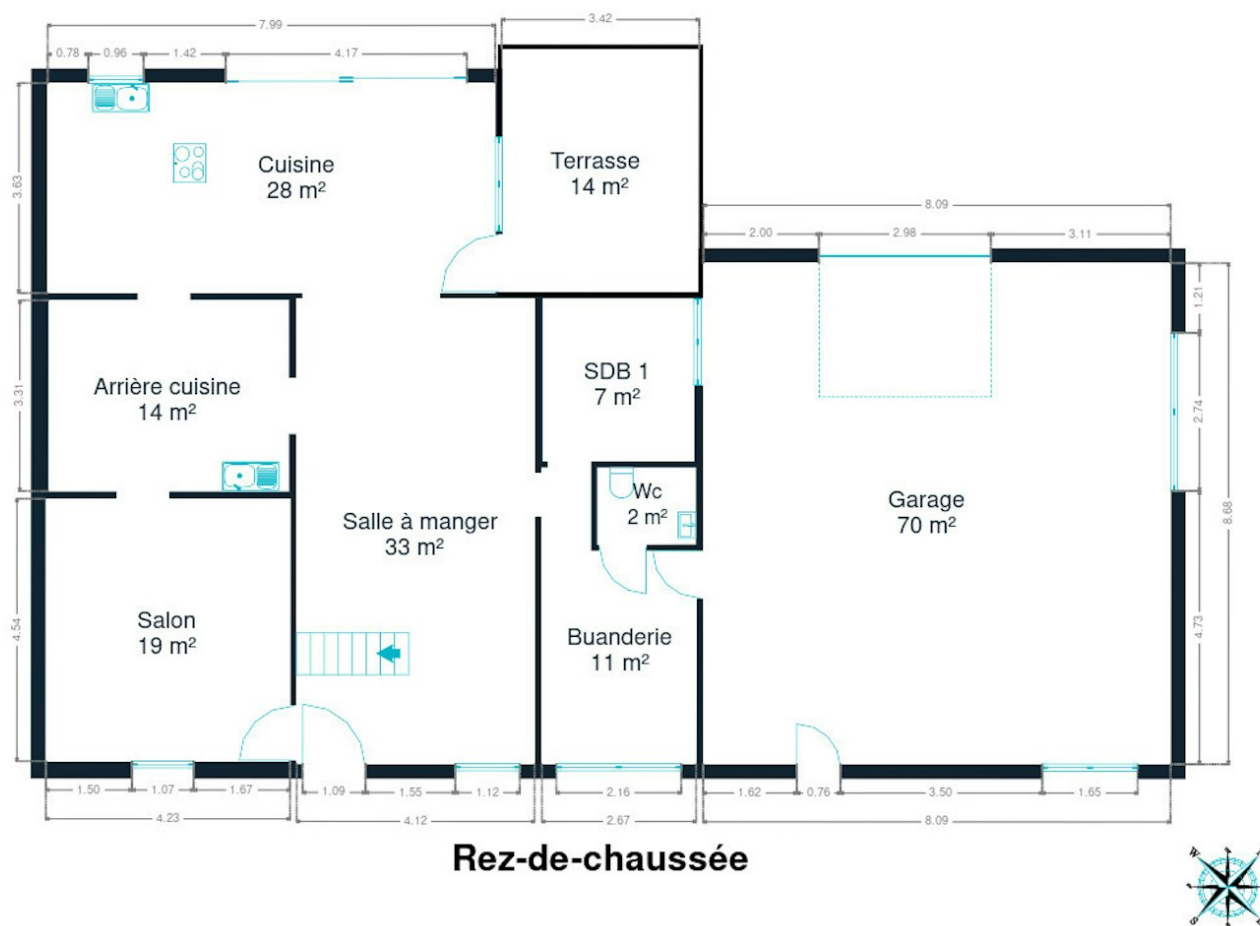 7.99
3.42
0.78
0.96
1.42
4.17
3.63
Cuisine
28 m²
Terrasse
14 m²
8.09
2.00
2.98
3.11
1.21
3.31
Arrière cuisine
14 m²
SDB 1
7 m²
2.74
Wc
2 m²
Garage
70 m²
8.68
Salle à manger
33 m²
4.54
Salon
19 m²
Buanderie
11 m²
4.73
1.50
1.07
1.67
1.09
1.55
1.12
2.16
1.62
0.76
3.50
1.65
4.23
4.12
2.67
8.09
Rez-de-chaussée
W
S